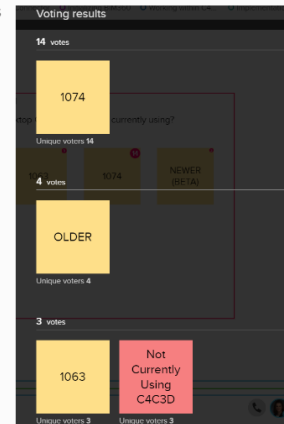 Voting results
14 votes
1074
Unique voters 14
currently using?
1063
1074
NEWER
(BETA)
4 votes
OLDER
Unique voters 4
3 votes
1063
Not
Currently
Using
C4C3D
Unique voters 3
Unique voters 3